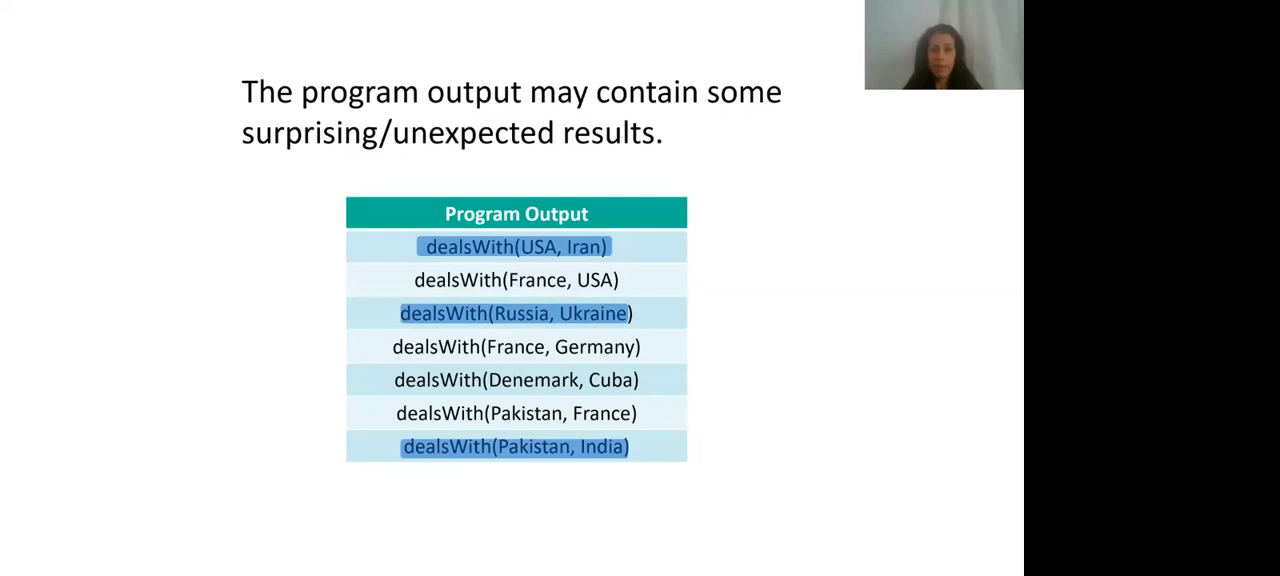 The program output may contain some
surprising/unexpected results.
Program Output
dealsWith(USA, Iran)
dealsWith(France, USA)
dealsWith(Russia, Ukraine)
dealsWith(France, Germany)
dealsWith(Denemark, Cuba)
dealsWith(Pakistan, France)
dealsWith(Pakistan, India)